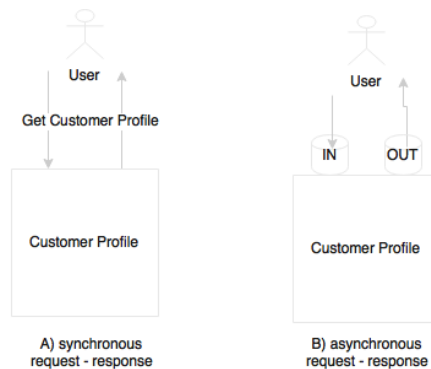 User
Get Customer Profile
Customer Profile
A) synchronous
request - response
User
IN
OUT
Customer Profile
B) asynchronous
request - response